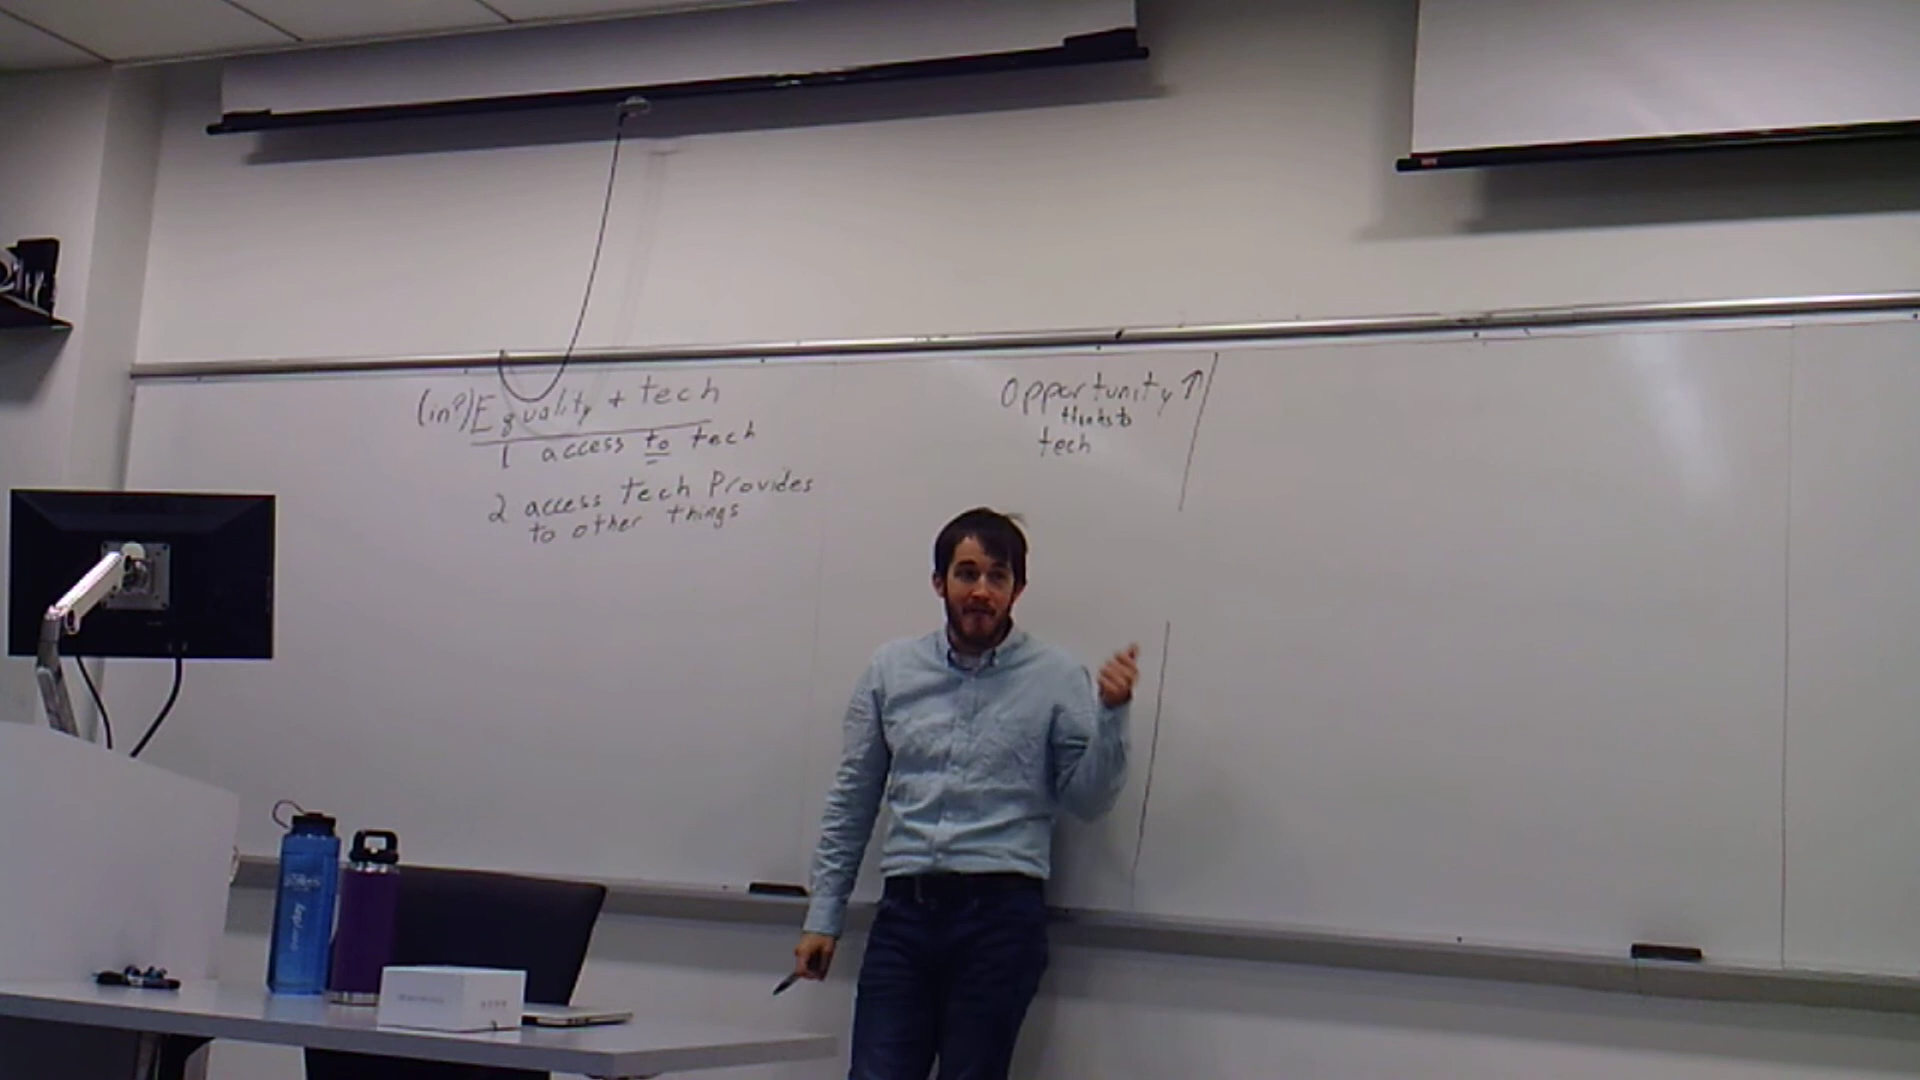 (in?)Equality + tech
1 access to tech
2 access tech Provides
to other things
Opportunity ↑
thanks to
tech